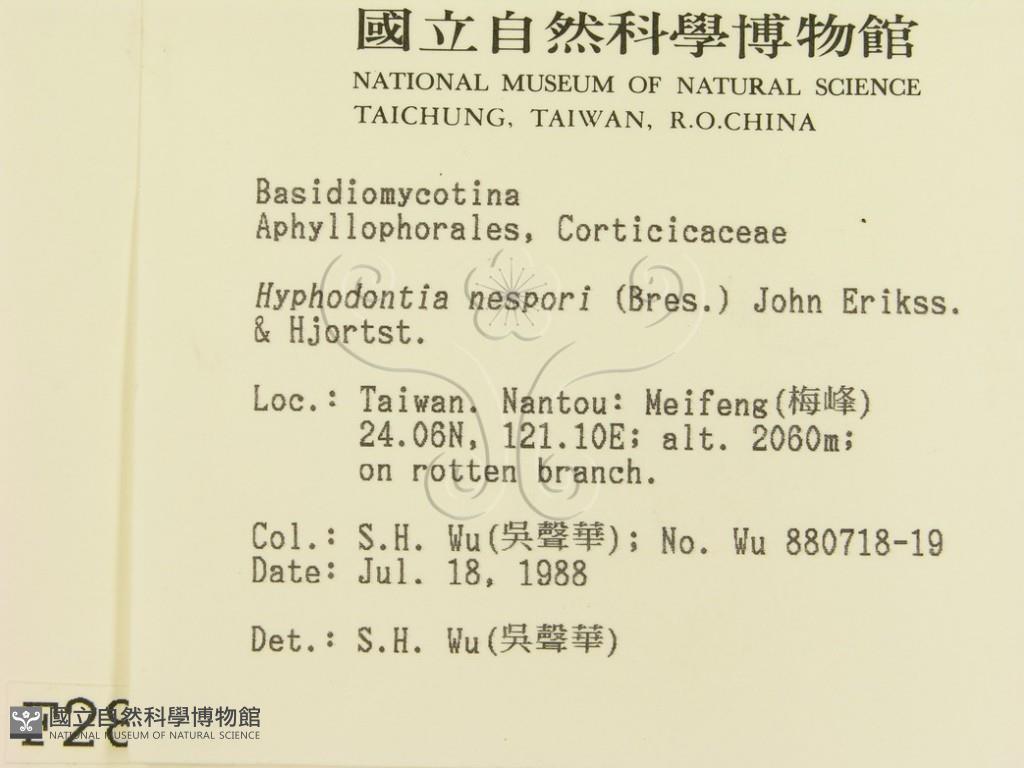 國立自然科學博物館
NATIONAL MUSEUM OF NATURAL SCIENCE
TAICHUNG, TAIWAN, R.O.CHINA
Basidiomycotina
Aphyllophorales, Corticicaceae
Hyphodontia nespori (Bres.) John Erikss.
& Hjortst.
Loc.: Taiwan. Nantou: Meifeng(梅峰)
24.06N, 121.10E; alt. 2060m;
on rotten branch.
Col.: S.H. Wu(吳聲華); No. Wu 880718-19
Date: Jul. 18, 1988
Det.: S.H. Wu(吳聲華)
國立自然科學博物館
NATIONAL MUSEUM OF NATURAL SCIENCE